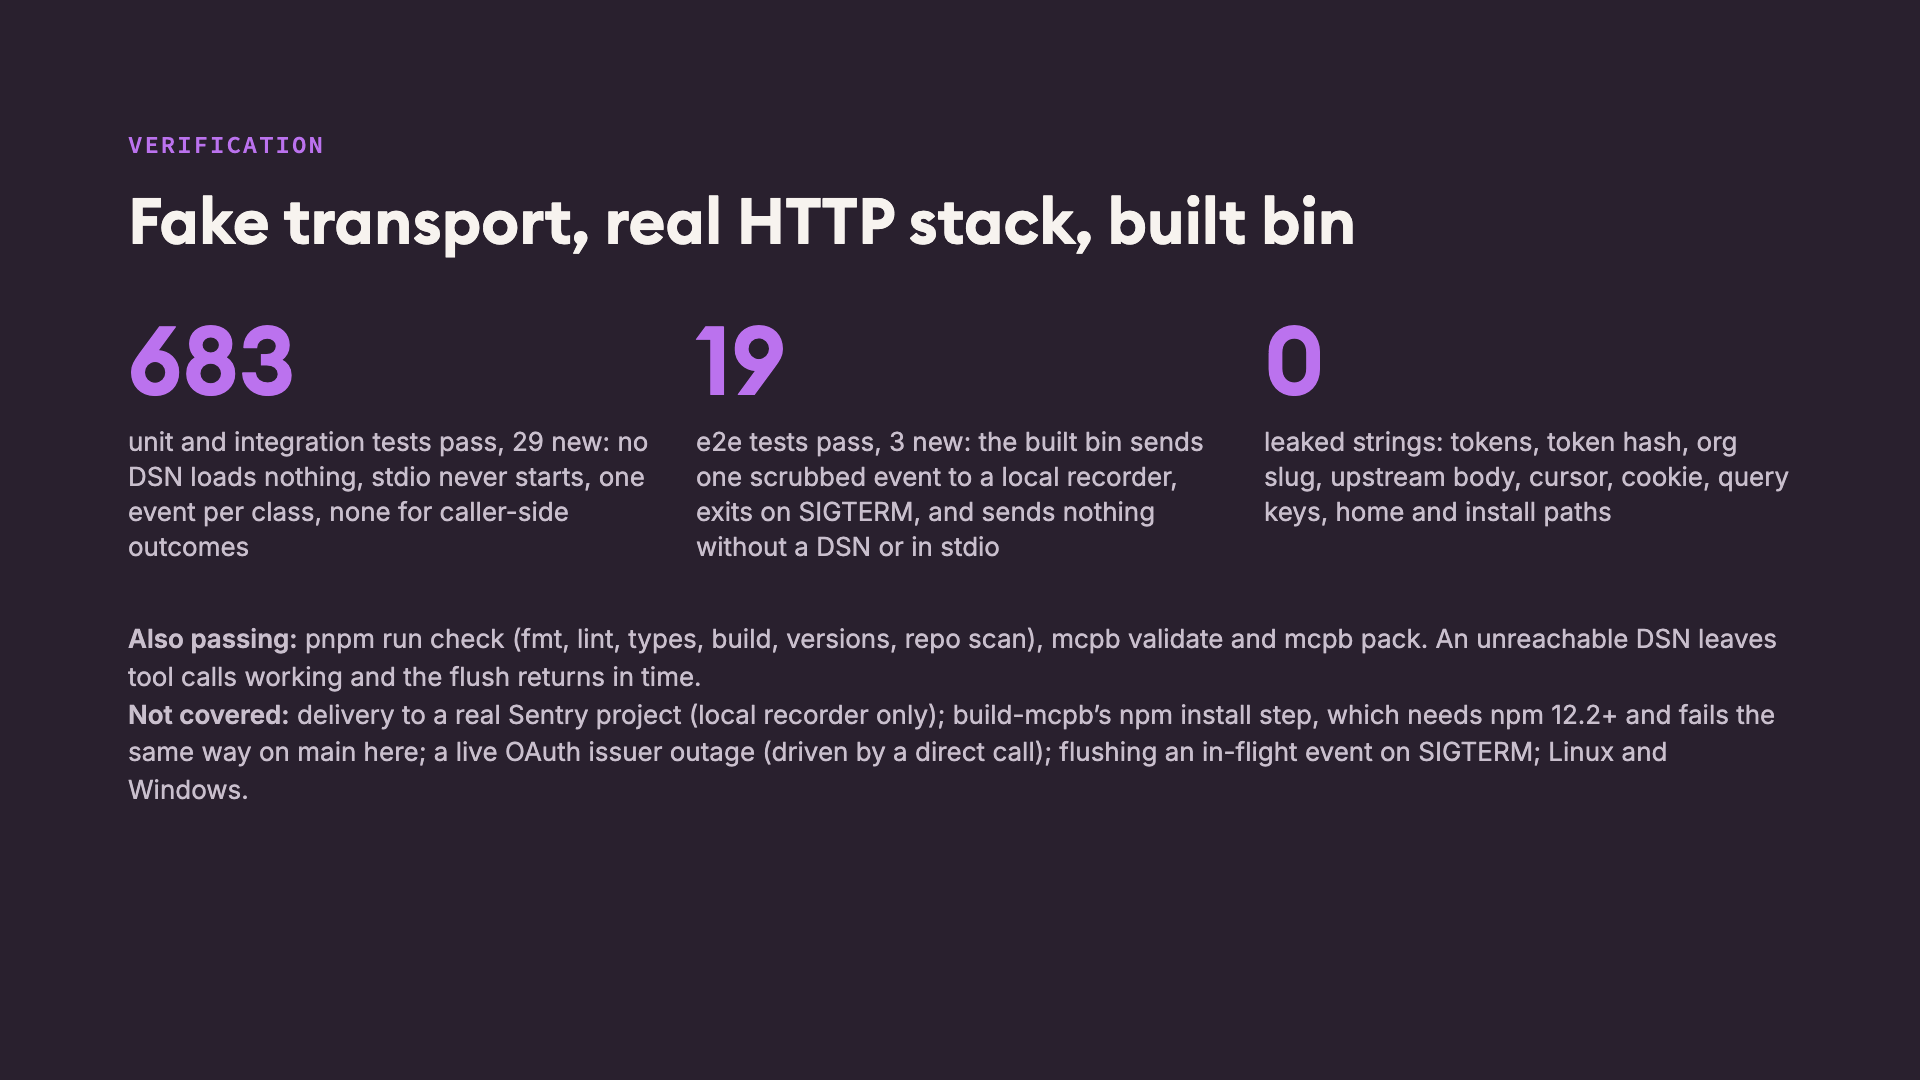 VERIFICATION
Fake transport, real HTTP stack, built bin
683
unit and integration tests pass, 29 new: no
DSN loads nothing, stdio never starts, one
event per class, none for caller-side
outcomes
19
e2e tests pass, 3 new: the built bin sends
one scrubbed event to a local recorder,
exits on SIGTERM, and sends nothing
without a DSN or in stdio
0
leaked strings: tokens, token hash, org
slug, upstream body, cursor, cookie, query
keys, home and install paths
Also passing: pnpm run check (fmt, lint, types, build, versions, repo scan), mcpb validate and mcpb pack. An unreachable DSN leaves
tool calls working and the flush returns in time.
Not covered: delivery to a real Sentry project (local recorder only); build-mcpb’s npm install step, which needs npm 12.2+ and fails the
same way on main here; a live OAuth issuer outage (driven by a direct call); flushing an in-flight event on SIGTERM; Linux and
Windows.